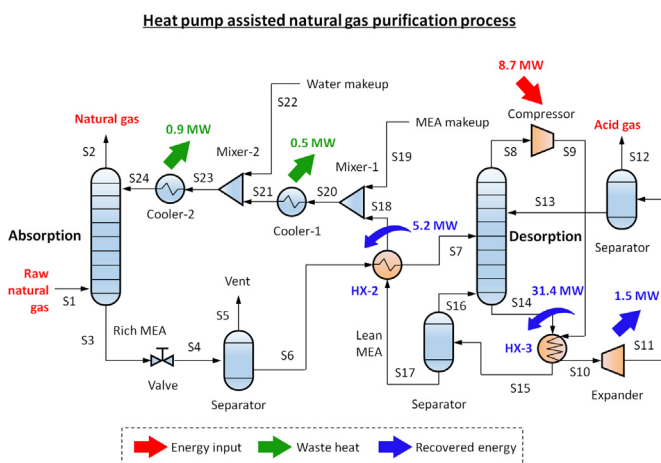 Heat pump assisted natural gas purification process
8.7 MW
Compressor
Water makeup
S22
Natural gas
0.9 MW
Mixer-2
0.5 MW
MEA makeup
Acid gas
S2
S8
S9
S12
S24
S23
S21
S20
Mixer-1
S19
S18
S13
Cooler-2
Cooler-1
5.2 MW
S7
Absorption
Desorption
Separator
Raw
natural
gas
S1
HX-2
Vent
S16
S14
31.4 MW
1.5 MW
S3
Rich MEA
S4
S5
S6
Lean
MEA
HX-3
S10
S11
Valve
S17
S15
Expander
Separator
Separator
Energy input
Waste heat
Recovered energy